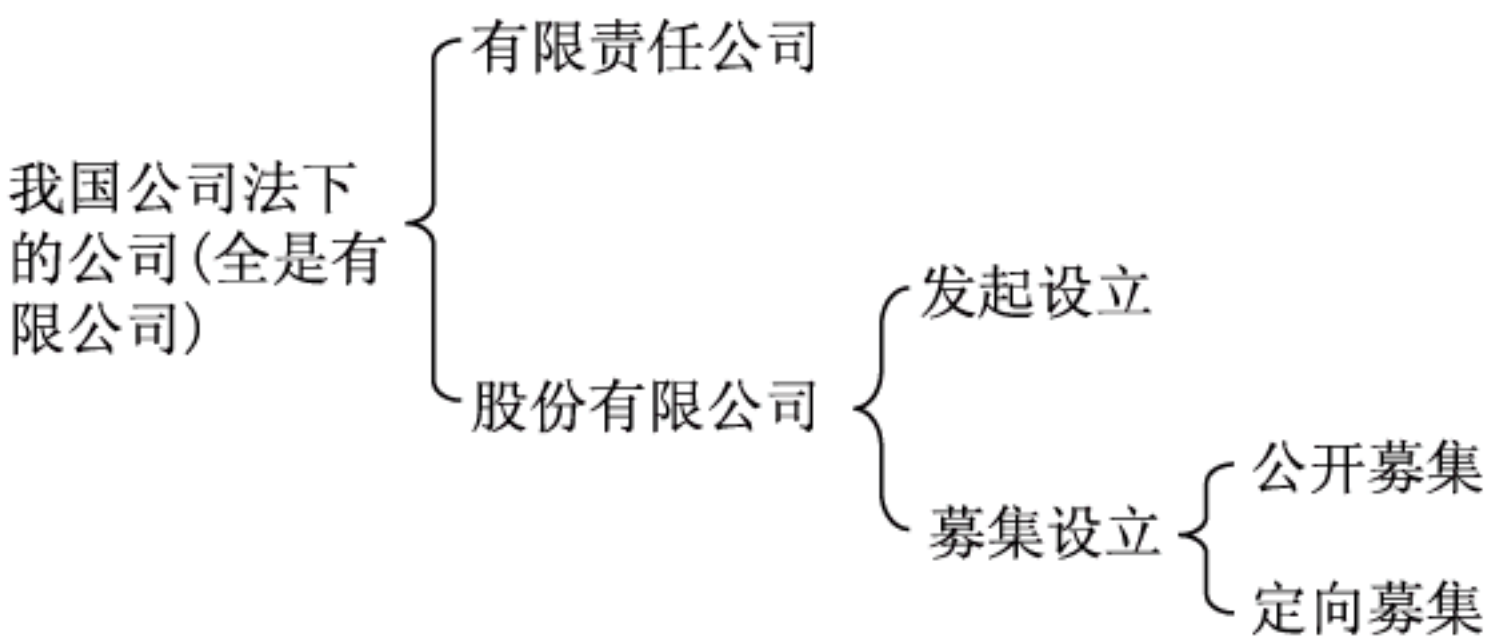 有限责任公司
我国公司法下
的公司(全是有
限公司)
股份有限公司
发起设立
募集设立
公开募集
定向募集